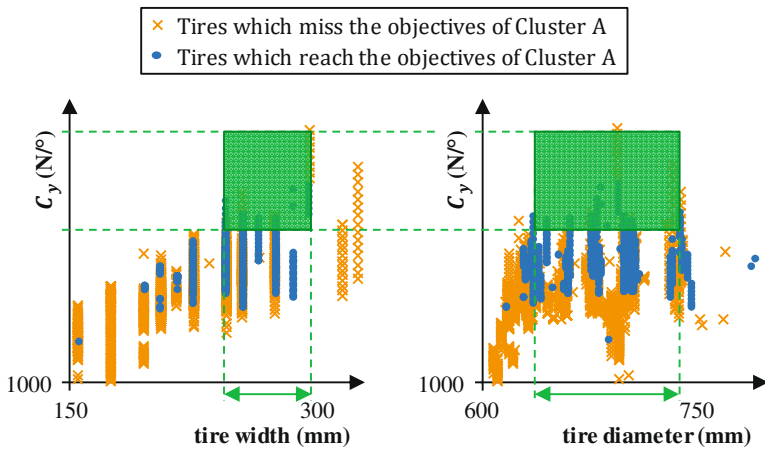 Tires which miss the objectives of Cluster A
Tires which reach the objectives of Cluster A
C_y (N/°)
1000
150
300
tire width (mm)
C_y (N/°)
1000
600
750
tire diameter (mm)